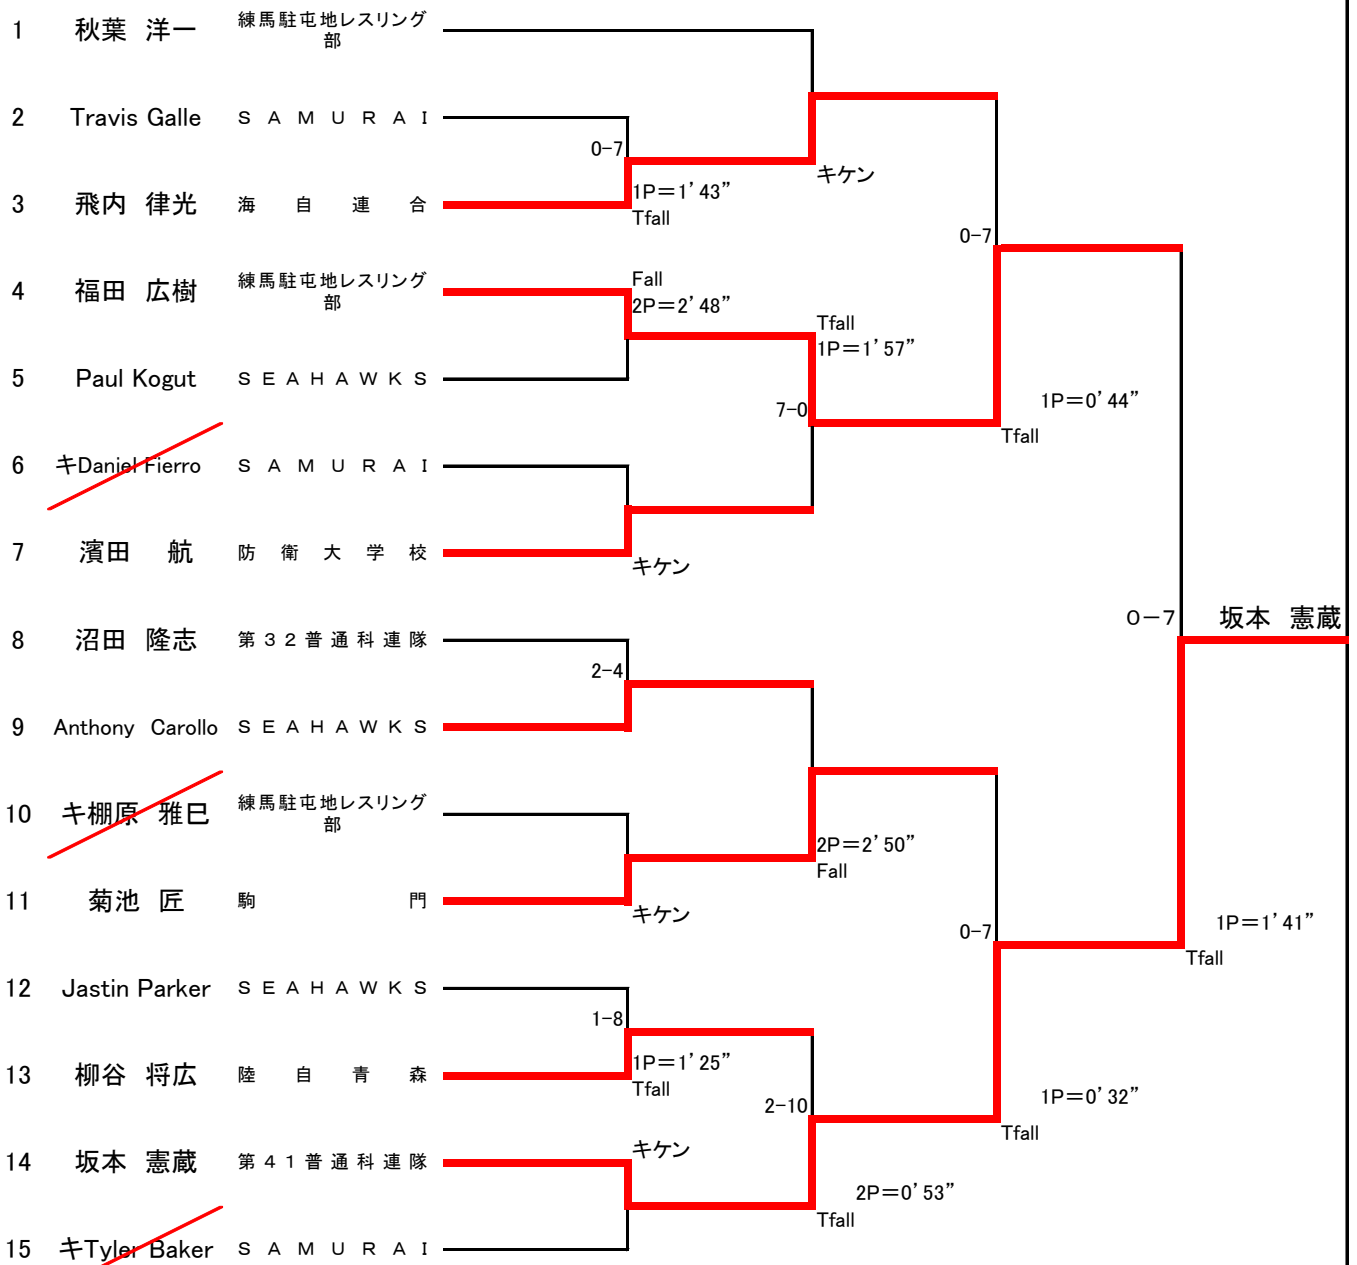 1 秋葉 洋一 練馬駐屯地レスリング
部
2 Travis Galle SAMURAI
0-7
キケン
1P=1'43”
3 飛内 律光 海自連合
Tfall
0-7
4 福田 広樹 練馬駐屯地レスリング
部
Fall
2P=2'48”
Tfall
1P=1'57”
5 Paul Kogut SEAHAWKS
7-0
1P=0'44”
Tfall
6 キDaniel Fierro SAMURAI
7 濱田 航 防衛大学校
キケン
0-7 坂本 憲蔵
8 沼田 隆志 第32普通科連隊
2-4
9 Anthony Carollo SEAHAWKS
10 キ棚原 雅巳 練馬駐屯地レスリング
部
2P=2'50”
Fall
11 菊池 匠 駒門
キケン
1P=1'41”
0-7
Tfall
12 Jastin Parker SEAHAWKS
1-8
1P=1'25”
13 柳谷 将広 陸自青森
Tfall
2-10
1P=0'32”
Tfall
キケン
14 坂本 憲蔵 第41普通科連隊
2P=0'53”
Tfall
15 キTyler Baker SAMURAI